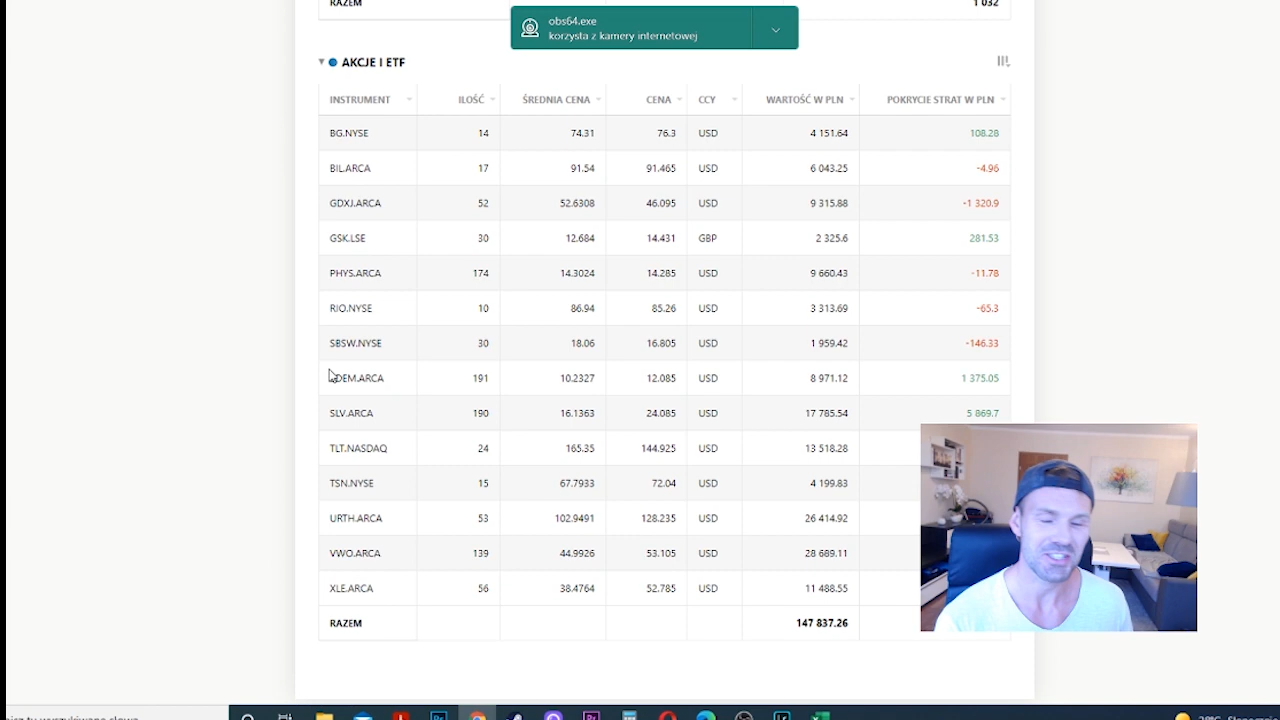 RAZEM 1 032
obs64.exe
korzysta z kamery internetowej
AKCJE I ETF
INSTRUMENT ILOŚĆ ŚREDNIA CENA CENA CCY WARTOŚĆ W PLN POKRYCIE STRAT W PLN
BG.NYSE 14 74.31 76.3 USD 4 151.64 108.28
BIL.ARCA 17 91.54 91.465 USD 6 043.25 -4.96
GDXJ.ARCA 52 52.6308 46.095 USD 9 315.88 -1 320.9
GSK.LSE 30 12.684 14.431 GBP 2 325.6 281.53
PHYS.ARCA 174 14.3024 14.285 USD 9 660.43 -11.78
RIO.NYSE 10 86.94 85.26 USD 3 313.69 -65.3
SBSW.NYSE 30 18.06 16.805 USD 1 959.42 -146.33
DEM.ARCA 191 10.2327 12.085 USD 8 971.12 1 375.05
SLV.ARCA 190 16.1363 24.085 USD 17 785.54 5 869.7
TLT.NASDAQ 24 165.35 144.925 USD 13 518.28
TSN.NYSE 15 67.7933 72.04 USD 4 199.83
URTH.ARCA 53 102.9491 128.235 USD 26 414.92
VWO.ARCA 139 44.9926 53.105 USD 28 689.11
XLE.ARCA 56 38.4764 52.785 USD 11 488.55
RAZEM 147 837.26